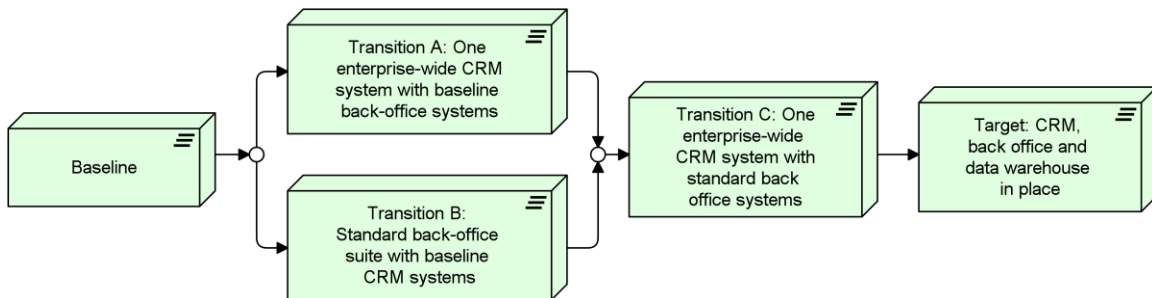 Baseline
Transition A: One
enterprise-wide CRM
system with baseline
back-office systems
Transition B:
Standard back-office
suite with baseline
CRM systems
Transition C: One
enterprise-wide
CRM system with
standard back
office systems
Target: CRM,
back office and
data warehouse
in place